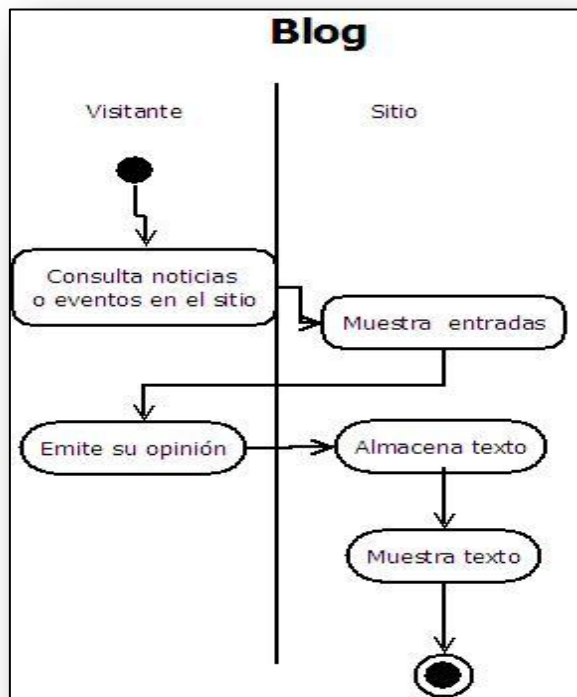 Blog
Visitante
Sitio
Consulta noticias
o eventos en el sitio
Muestra entradas
Emite su opinión
Almacena texto
Muestra texto